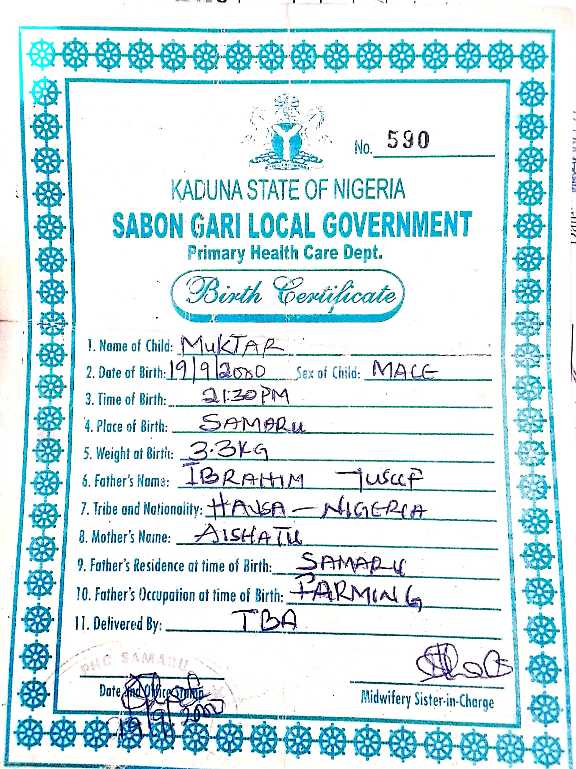 No. 590
KADUNA STATE OF NIGERIA
SABON GARI LOCAL GOVERNMENT
Primary Health Care Dept.
Birth Certificate
1. Name of Child: MUKTAR
2. Date of Birth: 19/9/2000 Sex of Child: MALE
3. Time of Birth: 21:30PM
4. Place of Birth: SAMARU
5. Weight at Birth: 3.3KG
6. Father's Name: IBRAHIM YUSUF
7. Tribe and Nationality: HAUSA - NIGERIA
8. Mother's Name: AISHATU
9. Father's Residence at time of Birth: SAMARU
10. Father's Occupation at time of Birth: FARMING
11. Delivered By: TBA
PHC SAMARU
Date and Office Stamp
Midwifery Sister-in-Charge
19/9/2000